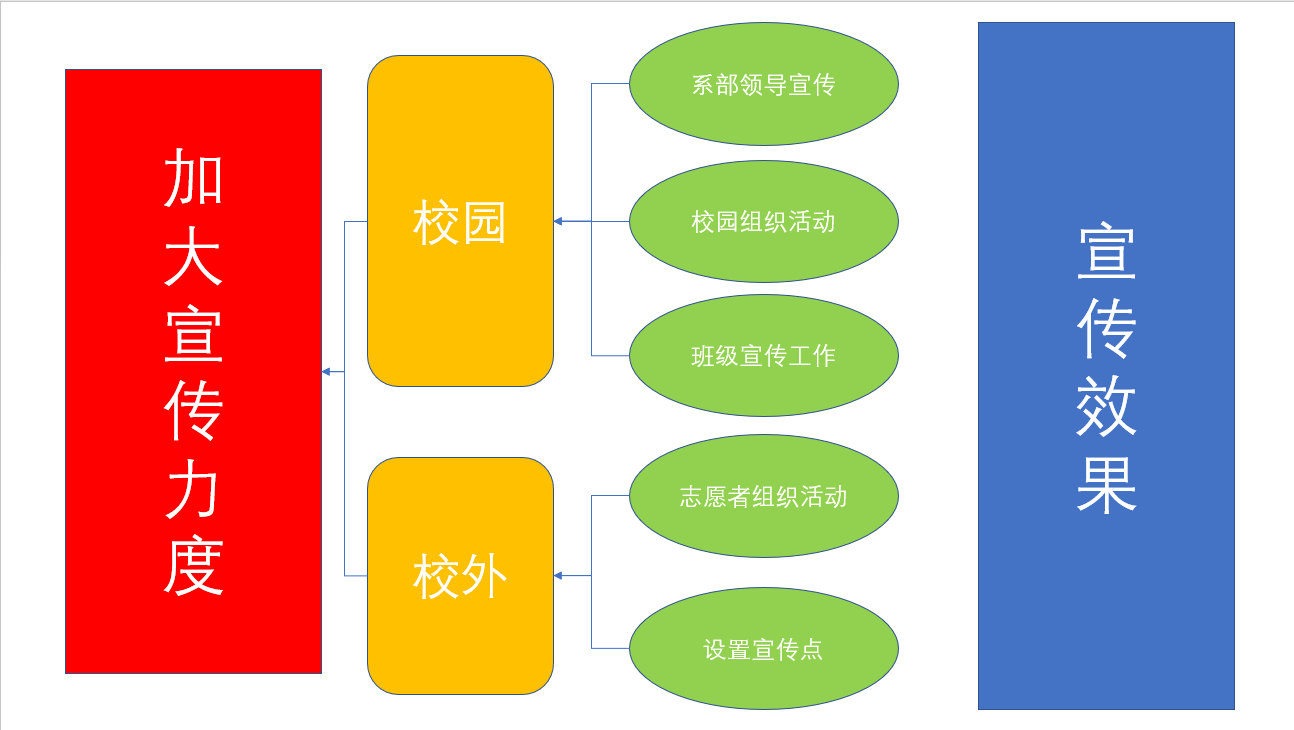 加大宣传力度
校园
系部领导宣传
校园组织活动
班级宣传工作
校外
志愿者组织活动
设置宣传点
宣传效果